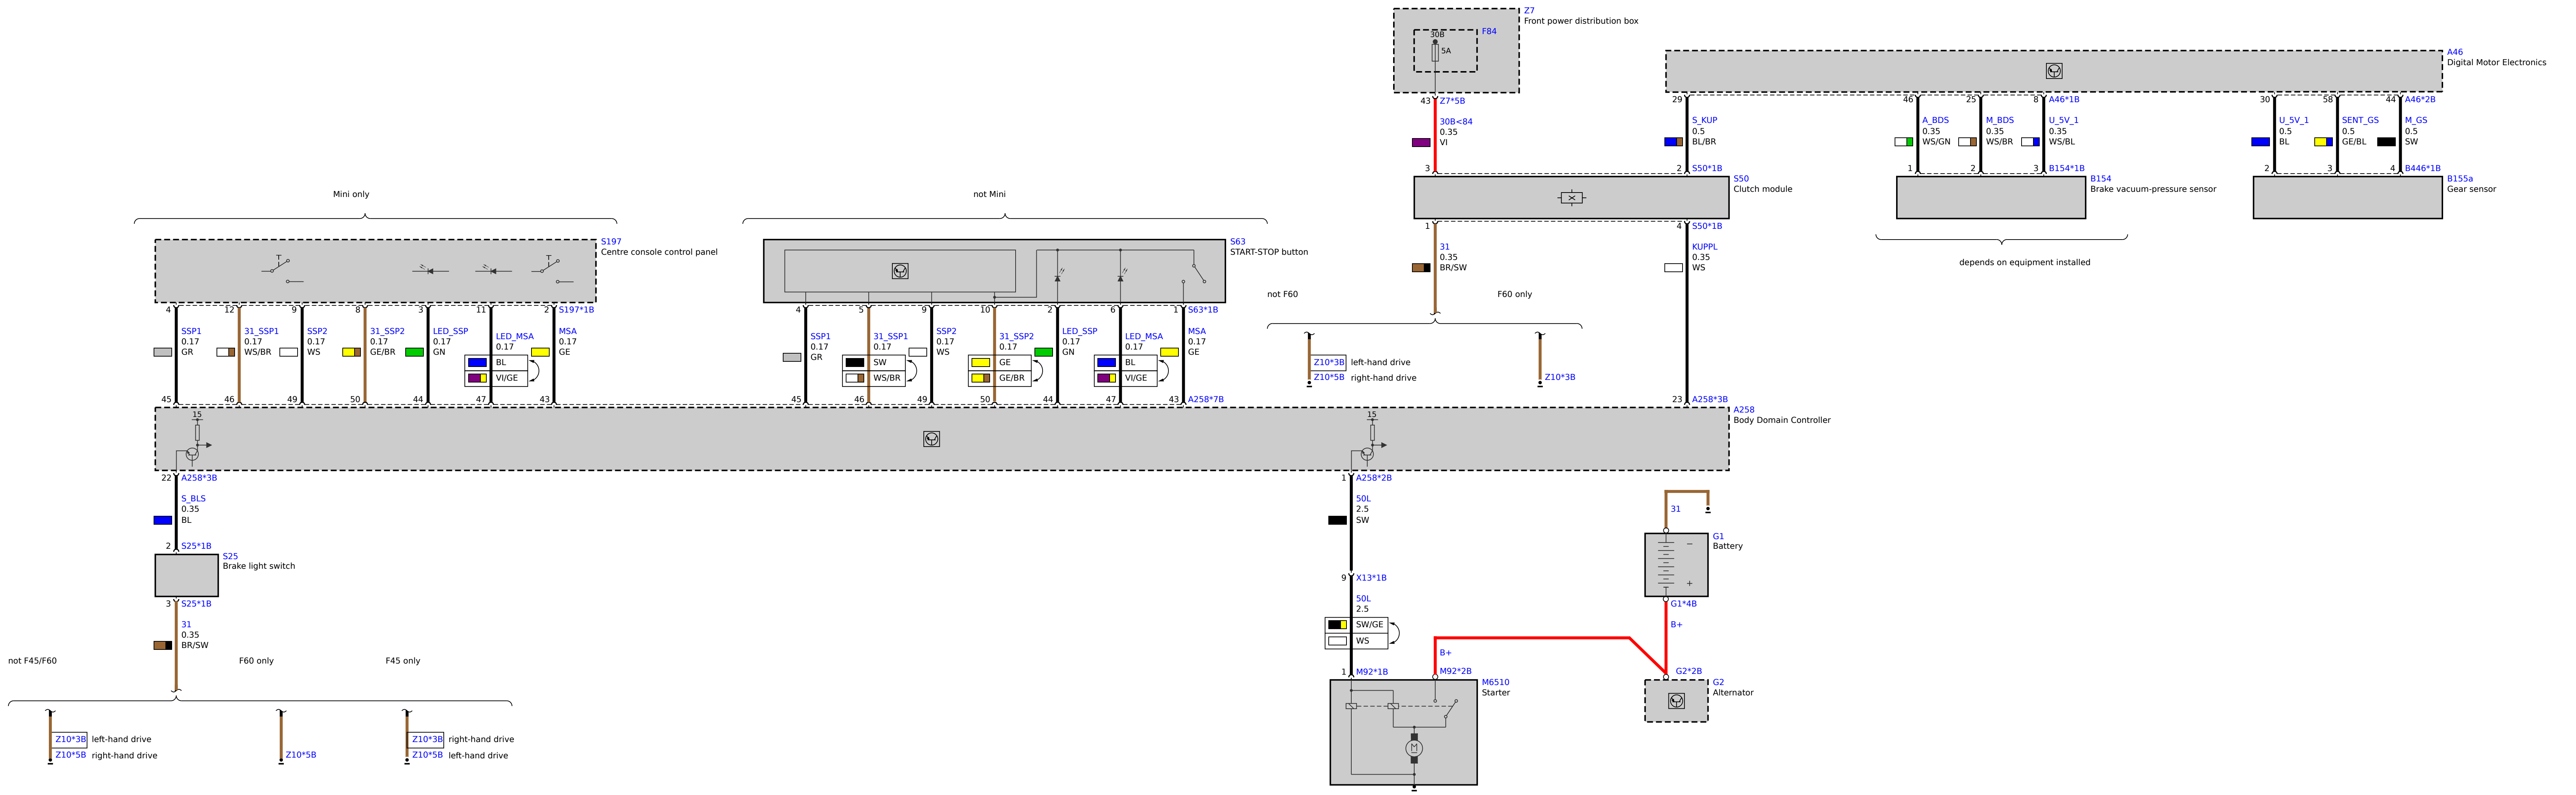 Z7
Front power distribution box
F84
30B
5A
43 Z7*5B
30B<84
0.35
VI
3
A46
Digital Motor Electronics
29
S_KUP
0.5
BL/BR
2 S50*1B
46
A_BDS
0.35
WS/GN
1
25
M_BDS
0.35
WS/BR
2
8 A46*1B
U_5V_1
0.35
WS/BL
3 B154*1B
30
U_5V_1
0.5
BL
2
58
SENT_GS
0.5
GE/BL
3
44 A46*2B
M_GS
0.5
SW
4 B446*1B
S50
Clutch module
B154
Brake vacuum-pressure sensor
depends on equipment installed
B155a
Gear sensor
1
31
BR/SW
4 S50*1B
KUPPL
0.35
WS
23 A258*3B
not F60
F60 only
Z10*3B left-hand drive
Z10*5B right-hand drive
Z10*3B
Mini only
S197
Centre console control panel
4
SSP1
0.17
GR
45
12
31_SSP1
0.17
WS/BR
46
9
SSP2
0.17
WS
49
8
31_SSP2
0.17
GE/BR
50
3
LED_SSP
0.17
GN
44
11
LED_MSA
0.17
BL
VI/GE
47
2 S197*1B
MSA
0.17
GE
43
not Mini
S63
START-STOP button
4
SSP1
0.17
GR
45
5
31_SSP1
0.17
SW
WS/BR
46
9
SSP2
0.17
WS
49
10
31_SSP2
0.17
GE
GE/BR
50
2
LED_SSP
0.17
GN
44
6
LED_MSA
0.17
BL
VI/GE
47
1 S63*1B
MSA
0.17
GE
43 A258*7B
A258
Body Domain Controller
15
15
22 A258*3B
S_BLS
0.35
BL
2 S25*1B
S25
Brake light switch
3 S25*1B
31
0.35
BR/SW
not F45/F60
F60 only
F45 only
Z10*3B left-hand drive
Z10*5B right-hand drive
Z10*5B
Z10*3B right-hand drive
Z10*5B left-hand drive
1 A258*2B
50L
2.5
SW
9 X13*1B
50L
2.5
SW/GE
WS
1 M92*1B
B+
M92*2B
M6510
Starter
M
31
G1
Battery
−
+
G1*4B
B+
G2*2B
G2
Alternator